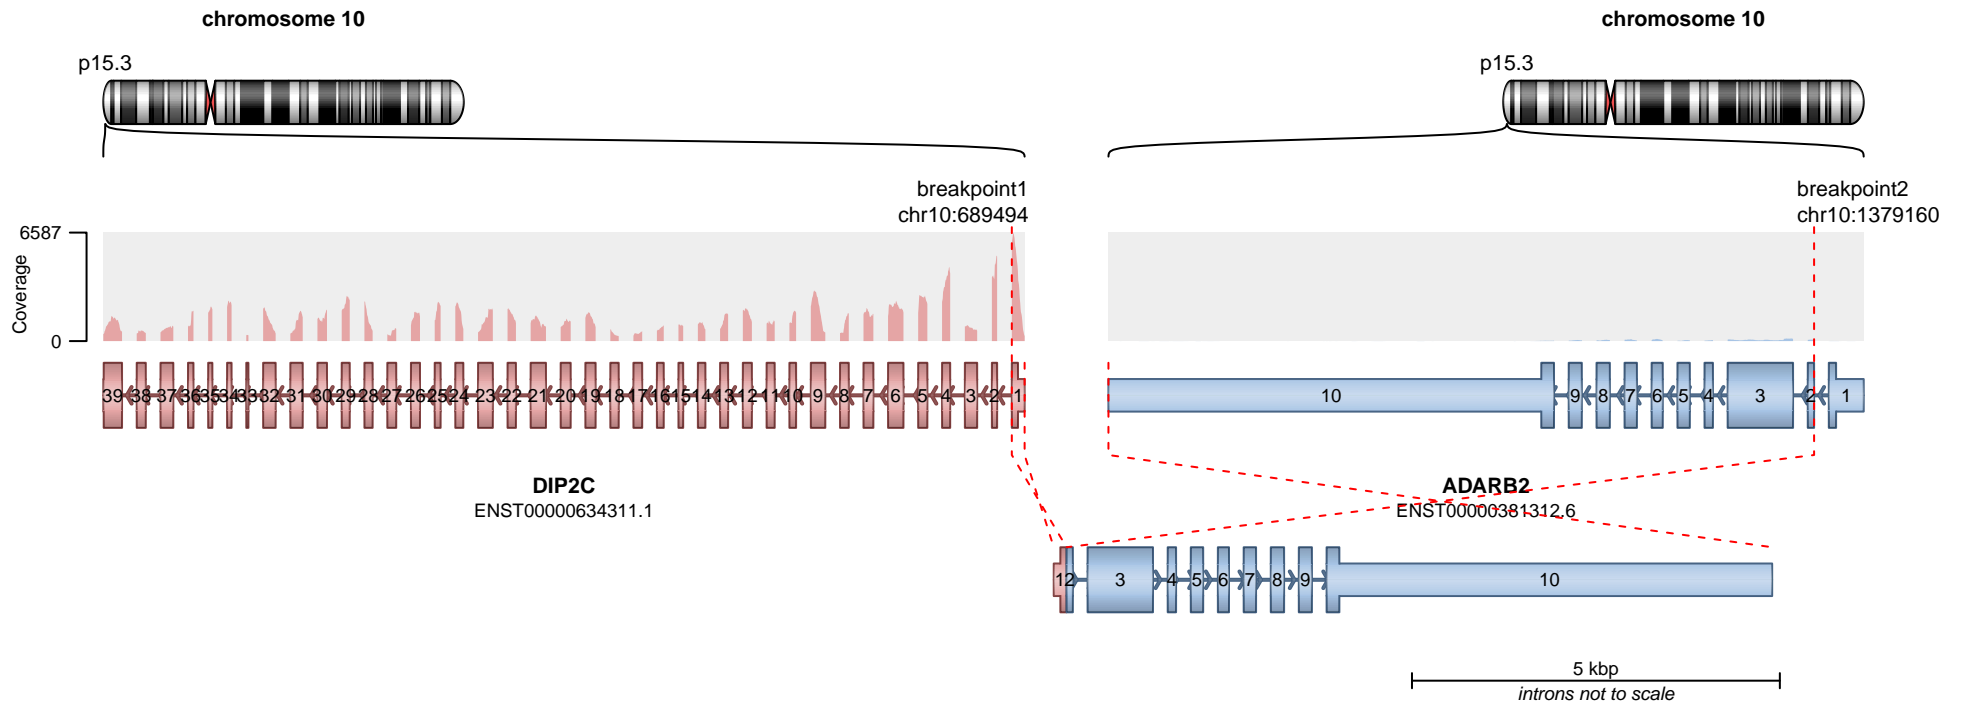 chromosome 10
chromosome 10
p15.3
p15.3
breakpoint1
chr10:689494
breakpoint2
chr10:1379160
6587
Coverage
0
39 38 37 36 35 34 33 32 31 30 29 28 27 26 25 24 23 22 21 20 19 18 17 16 15 14 13 12 11 10 9 8 7 6 5 4 3 2 1
10 9 8 7 6 5 4 3 2 1
DIP2C
ENST00000634311.1
ADARB2
ENST00000381312.6
1 2 3 4 5 6 7 8 9 10
5 kbp
introns not to scale